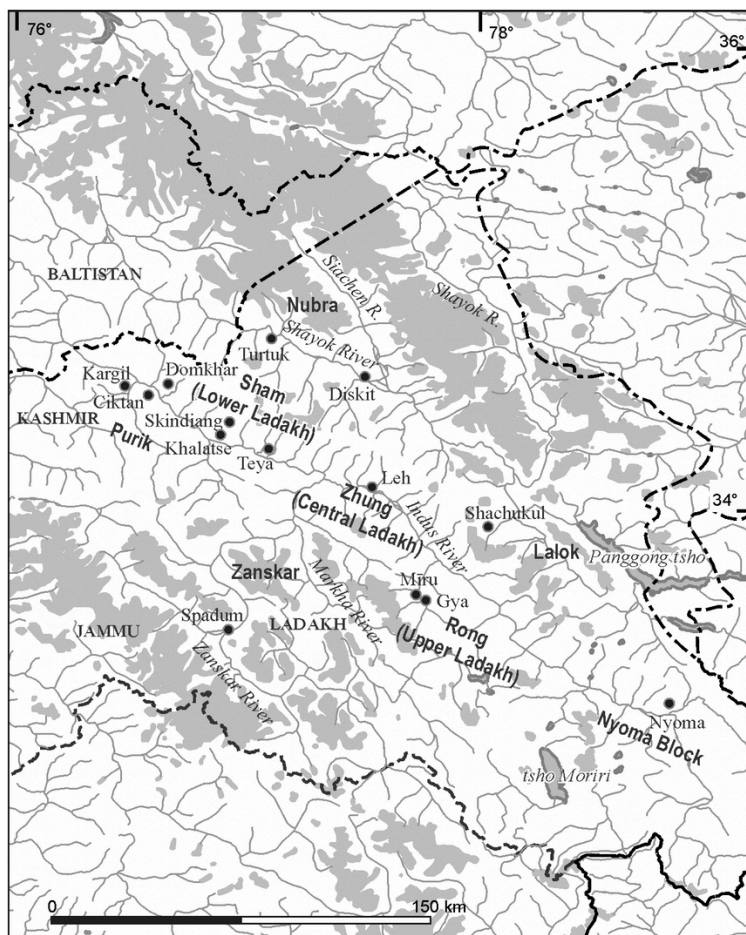 76°
78°
36°
BALTISTAN
Siachen R.
Nubra
Shayok R.
Shayok River
Turtuk
Kargil
Domkhar
Sham
(Lower Ladakh)
Diskit
Ciktan
KASHMIR
Skindiang
Purik
Khalatse
Teya
Leh
Zhung
(Central Ladakh)
Indus River
34°
Shachukul
Lalok
Panggong tsho
Zanskar
Markha River
Miru
Gya
Spadum
LADAKH
JAMMU
Rong
(Upper Ladakh)
Zanskar River
Nyoma
Nyoma Block
tsho Moriri
0
150 km